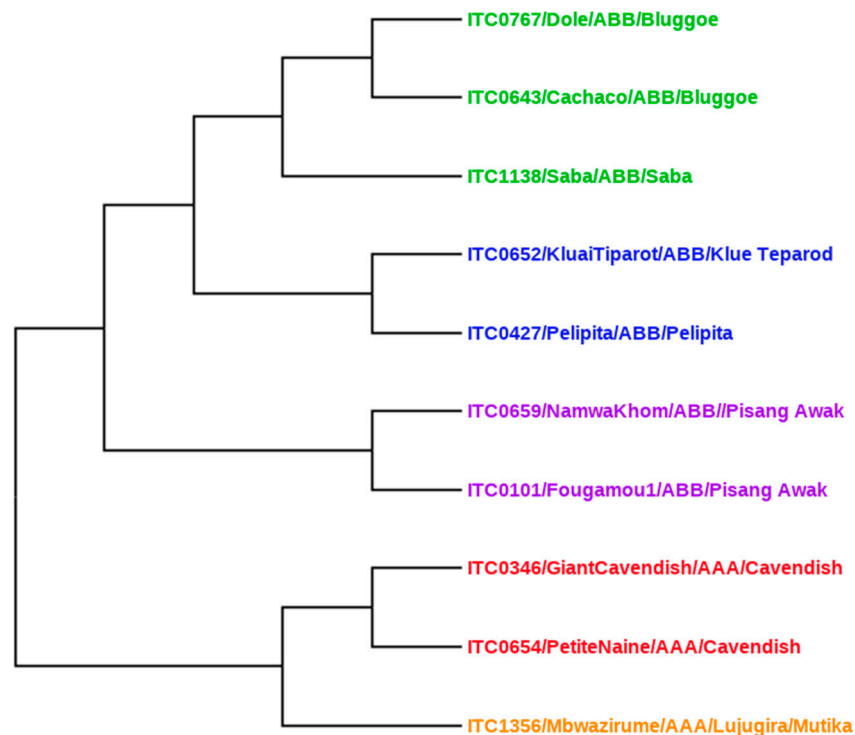 ITC0767/Dole/ABB/Bluggoe
ITC0643/Cachaco/ABB/Bluggoe
ITC1138/Saba/ABB/Saba
ITC0652/KluaiTiparot/ABB/Klue Teparod
ITC0427/Pelipita/ABB/Pelipita
ITC0659/NamwaKhom/ABB//Pisang Awak
ITC0101/Fougamou1/ABB/Pisang Awak
ITC0346/GiantCavendish/AAA/Cavendish
ITC0654/PetiteNaine/AAA/Cavendish
ITC1356/Mbwazirume/AAA/Lujugira/Mutika